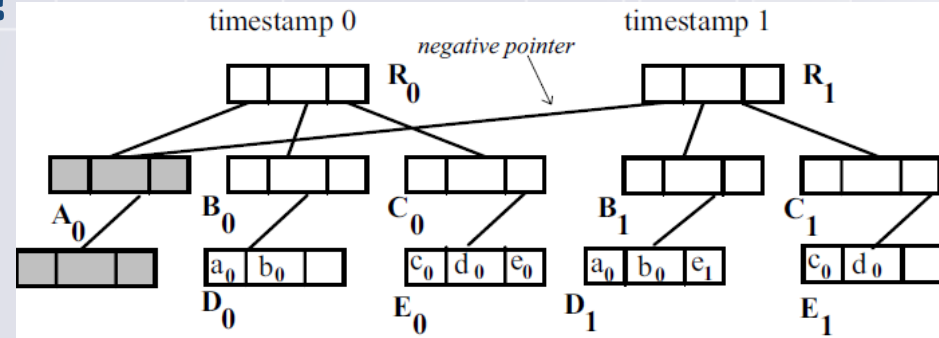 timestamp 0 timestamp 1
negative pointer
R0 R1
A0 B0 C0 B1 C1
a0 b0 c0 d0 e0 a0 b0 e1 c0 d0
D0 E0 D1 E1